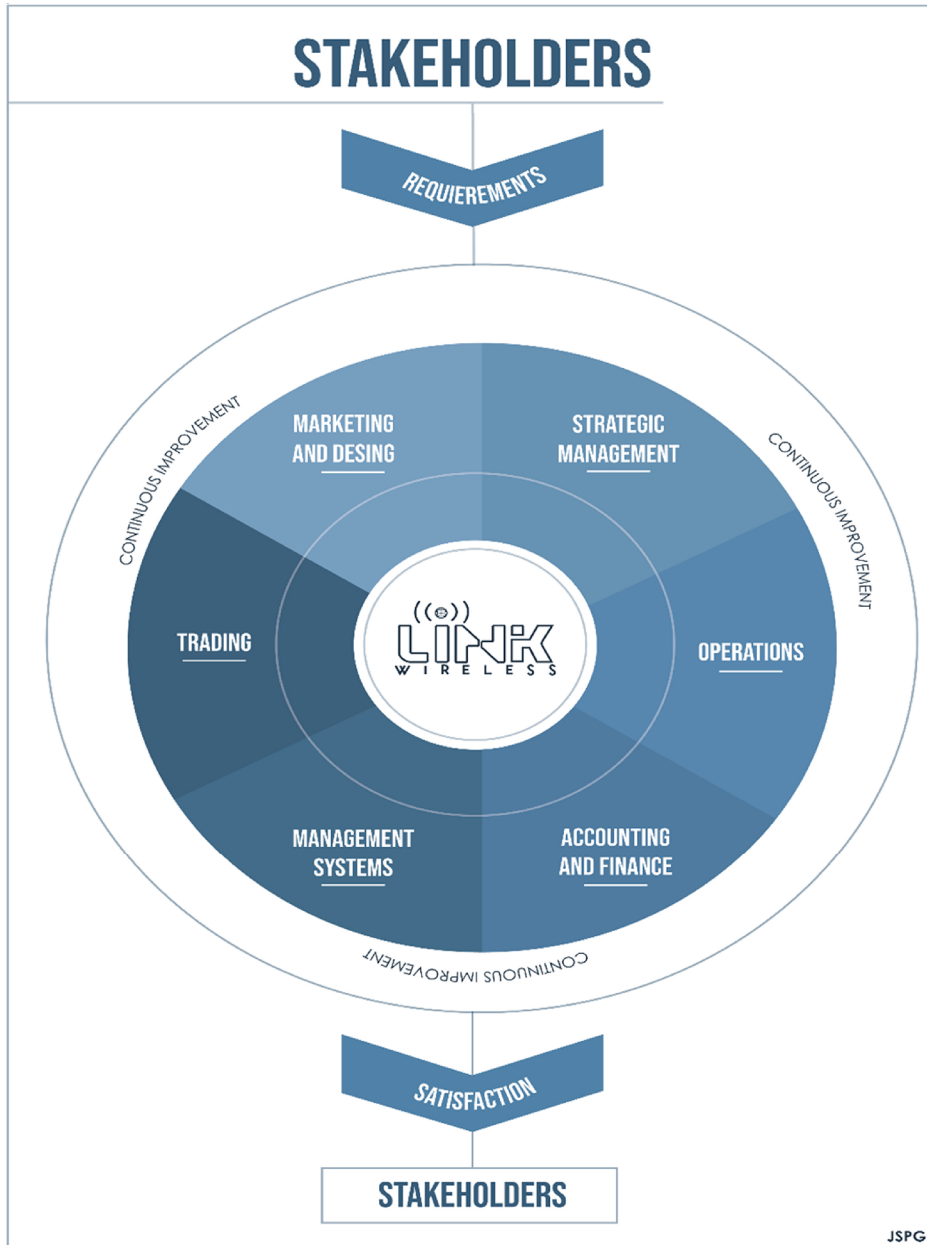 STAKEHOLDERS
REQUIEREMENTS
CONTINUOUS IMPROVEMENT
CONTINUOUS IMPROVEMENT
MARKETING
AND DESING
STRATEGIC
MANAGEMENT
TRADING
LINK
WIRELESS
OPERATIONS
MANAGEMENT
SYSTEMS
ACCOUNTING
AND FINANCE
CONTINUOUS IMPROVEMENT
SATISFACTION
STAKEHOLDERS
JSPG